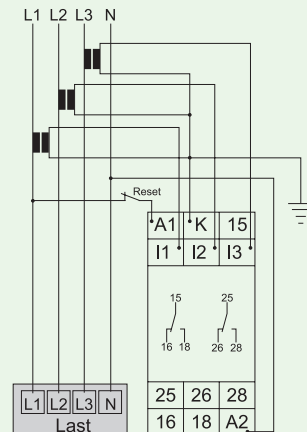 L1 L2 L3 N
Reset
A1 K 15
I1 I2 I3
15 25
16 18 26 28
25 26 28
16 18 A2
L1 L2 L3 N
Last